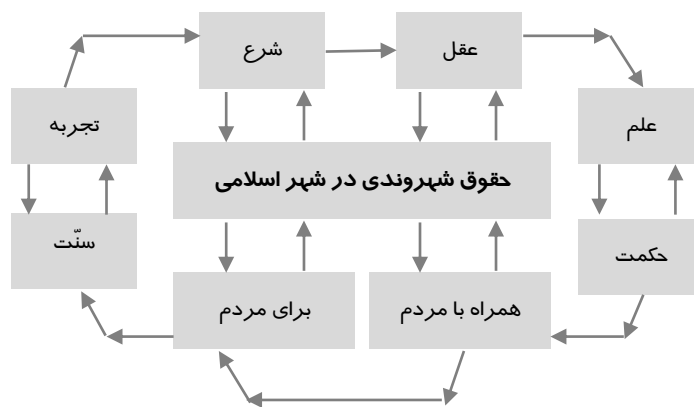 شرع
عقل
تجربه
علم
حقوق شهروندی در شهر اسلامی
سنّت
حکمت
برای مردم
همراه با مردم